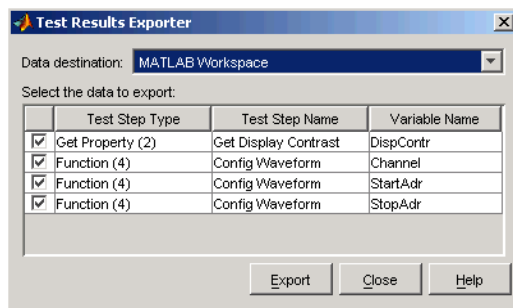 Test Results Exporter
Data destination: MATLAB Workspace
Select the data to export:
Test Step Type Test Step Name Variable Name
Get Property (2) Get Display Contrast DispContr
Function (4) Config Waveform Channel
Function (4) Config Waveform StartAdr
Function (4) Config Waveform StopAdr
Export Close Help